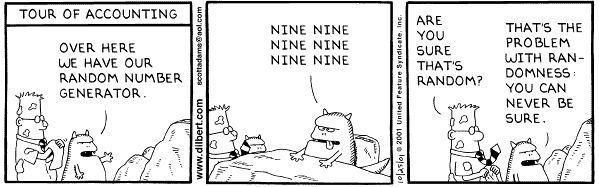 TOUR OF ACCOUNTING
OVER HERE
WE HAVE OUR
RANDOM NUMBER
GENERATOR.
www.dilbert.com
scottadams@aol.com
NINE NINE
NINE NINE
NINE NINE
© 2001 United Feature Syndicate, Inc.
ARE
YOU
SURE
THAT'S
RANDOM?
THAT'S THE
PROBLEM
WITH RAN-
DOMNESS:
YOU CAN
NEVER BE
SURE.